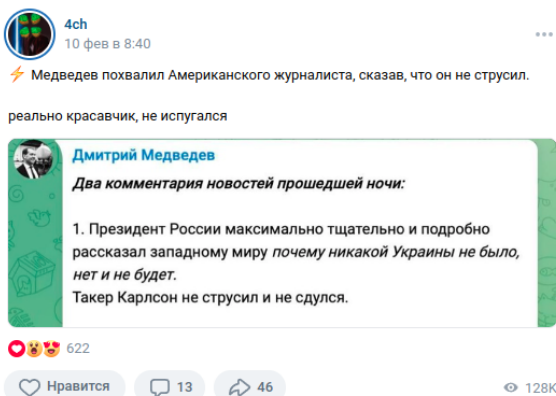 4ch
10 фев в 8:40
⚡ Медведев похвалил Американского журналиста, сказав, что он не струсил.
реально красавчик, не испугался
Дмитрий Медведев
Два комментария новостей прошедшей ночи:
1. Президент России максимально тщательно и подробно
рассказал западному миру почему никакой Украины не было,
нет и не будет.
Такер Карлсон не струсил и не сдулся.
622
Нравится 13 46 128K